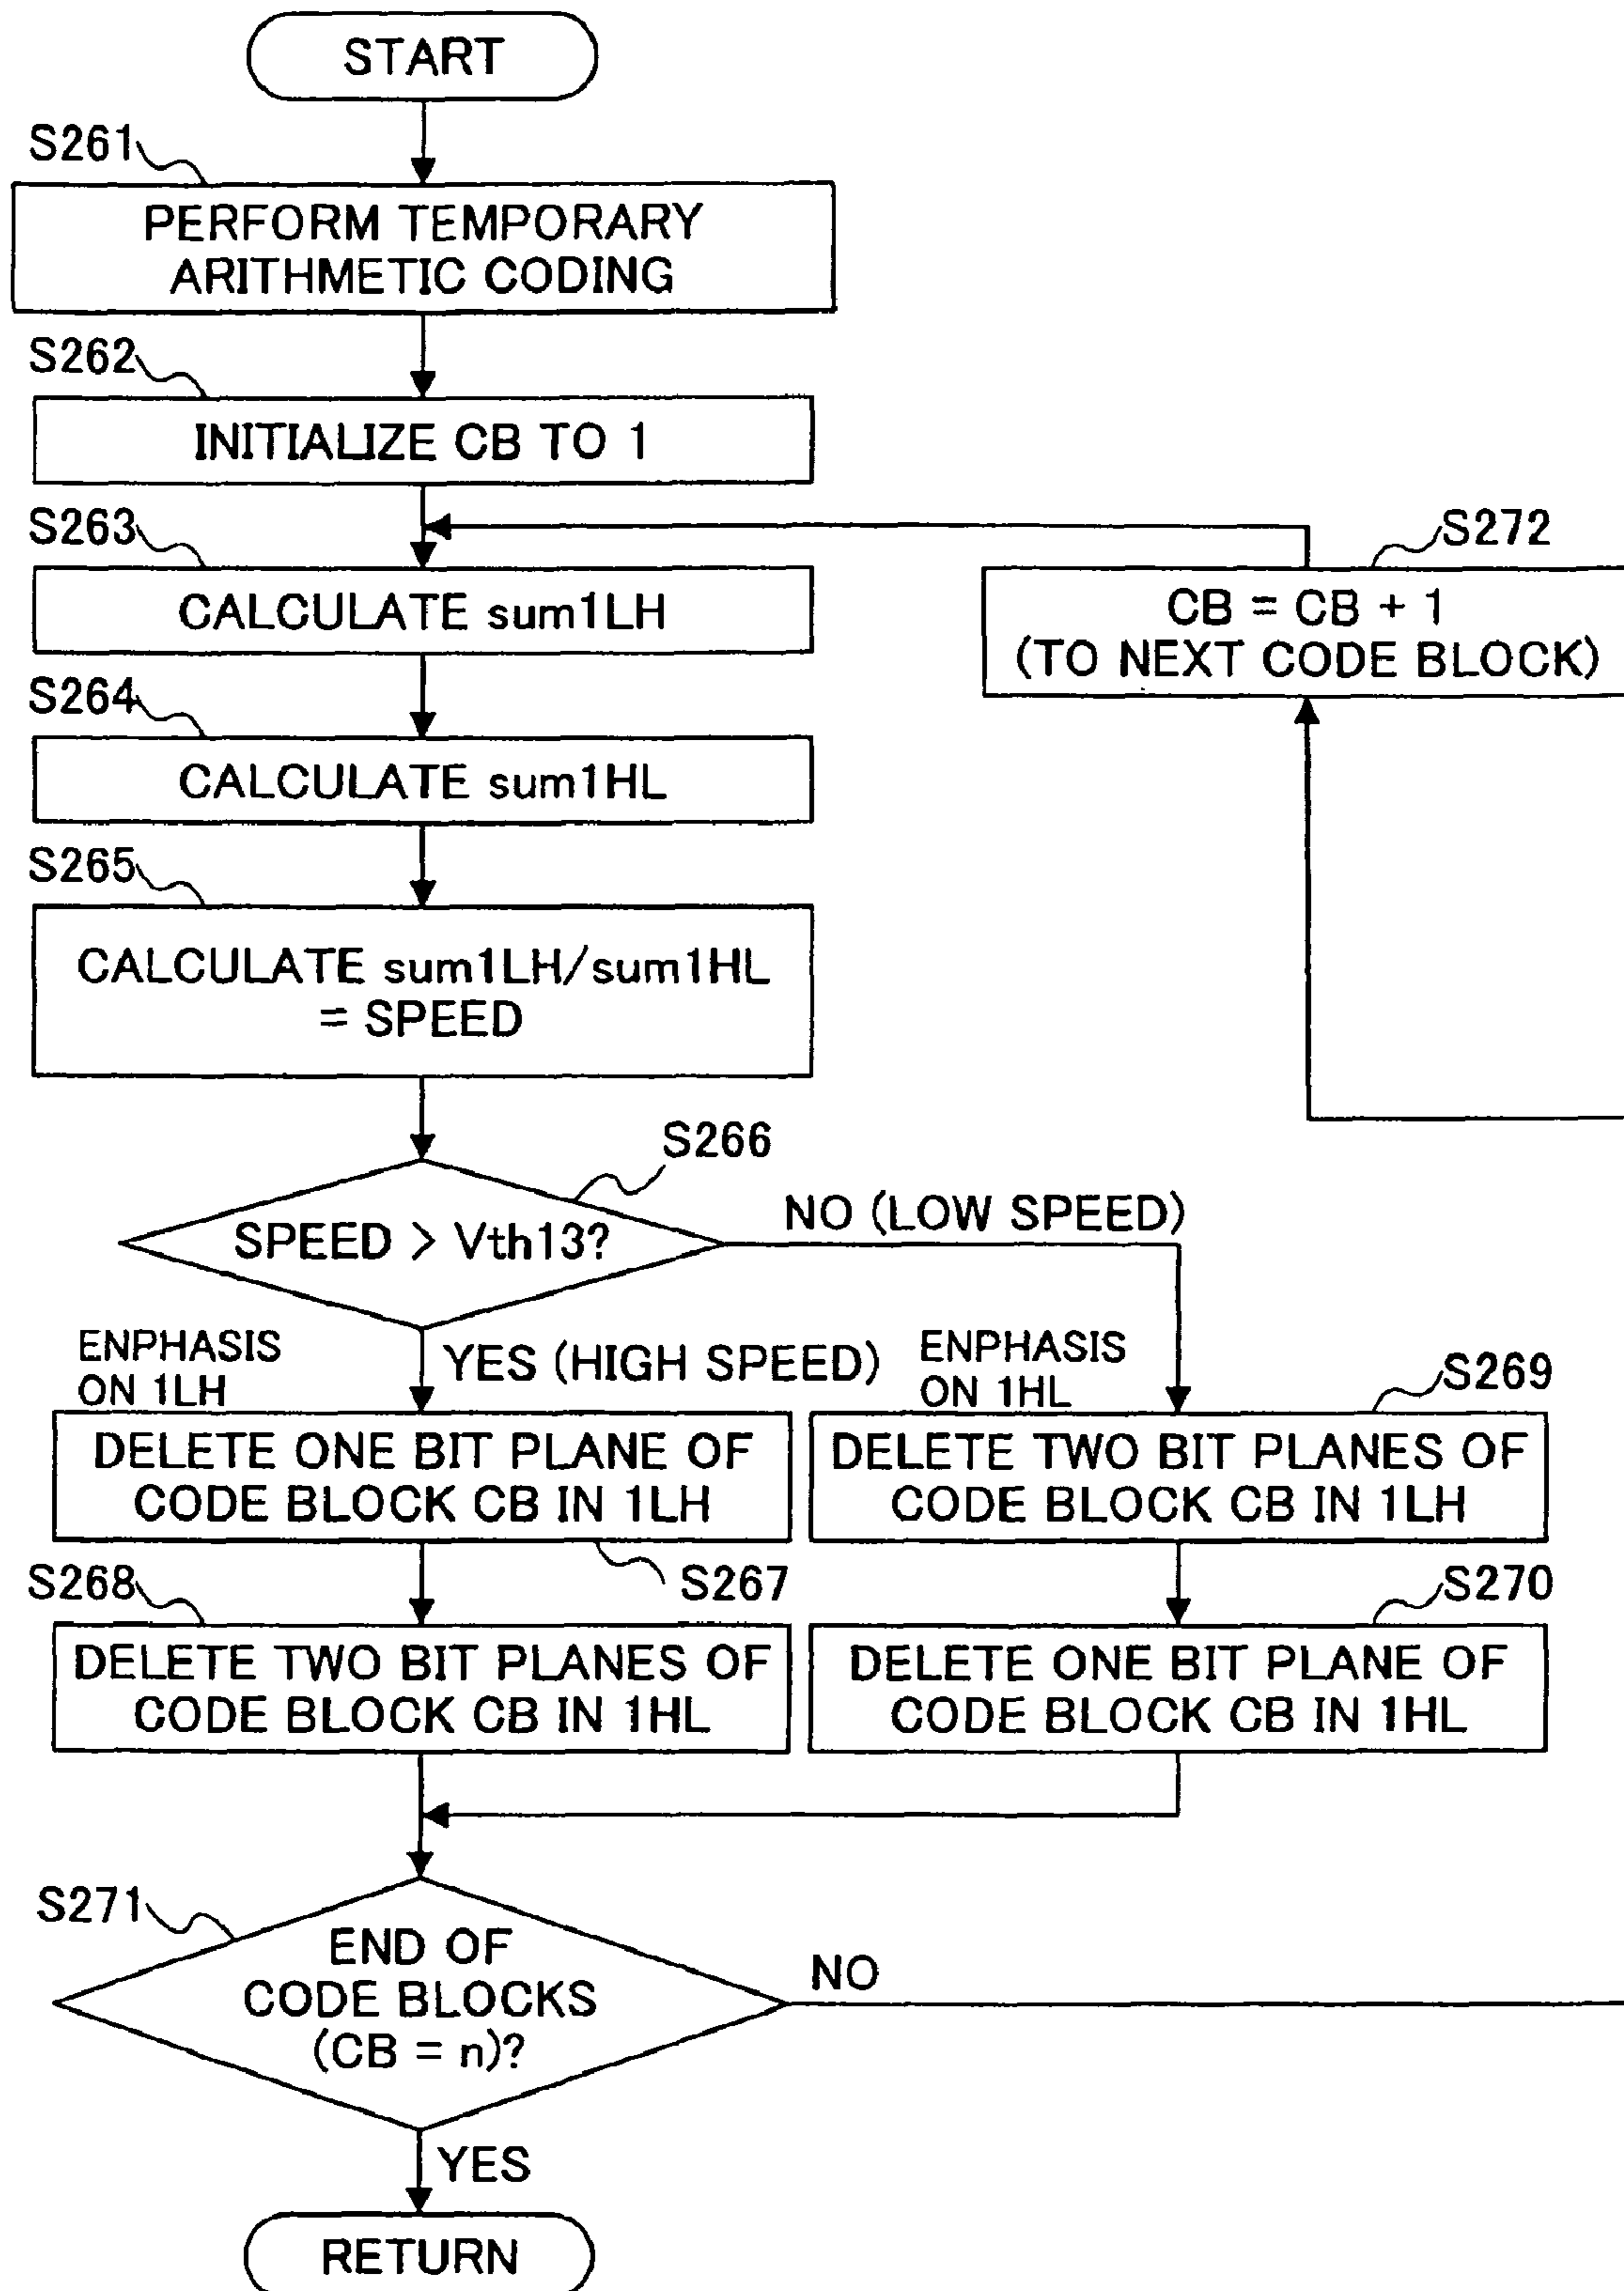 START
S261
PERFORM TEMPORARY
ARITHMETIC CODING
S262
INITIALIZE CB TO 1
S263
CALCULATE sum1LH
S272
CB = CB + 1
(TO NEXT CODE BLOCK)
S264
CALCULATE sum1HL
S265
CALCULATE sum1LH/sum1HL
= SPEED
S266
SPEED > Vth13?
NO (LOW SPEED)
ENPHASIS
ON 1LH
YES (HIGH SPEED)
ENPHASIS
ON 1HL
S269
DELETE ONE BIT PLANE OF
CODE BLOCK CB IN 1LH
S267
DELETE TWO BIT PLANES OF
CODE BLOCK CB IN 1LH
S268
DELETE TWO BIT PLANES OF
CODE BLOCK CB IN 1HL
S270
DELETE ONE BIT PLANE OF
CODE BLOCK CB IN 1HL
S271
END OF
CODE BLOCKS
(CB = n)?
NO
YES
RETURN